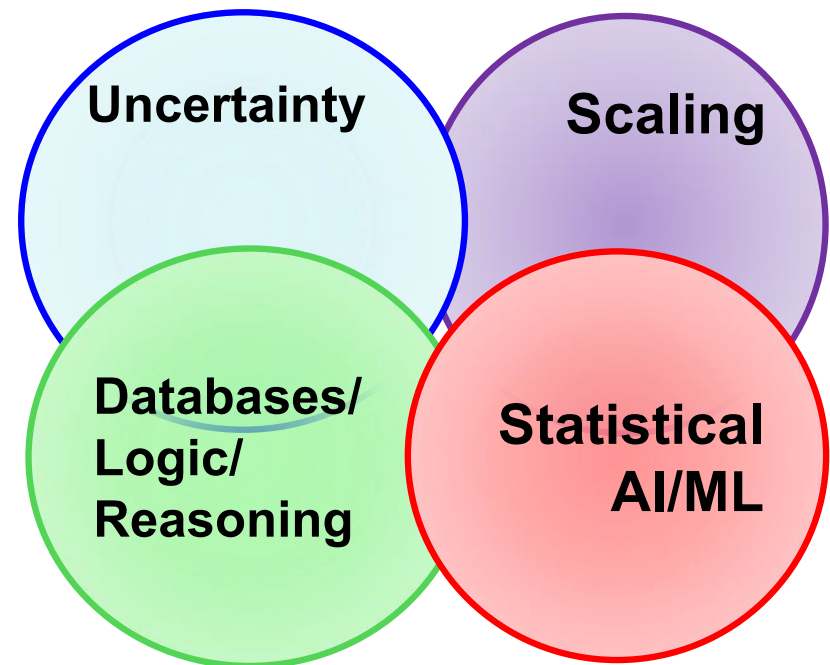 Uncertainty
Scaling
Databases/
Logic/
Reasoning
Statistical
AI/ML